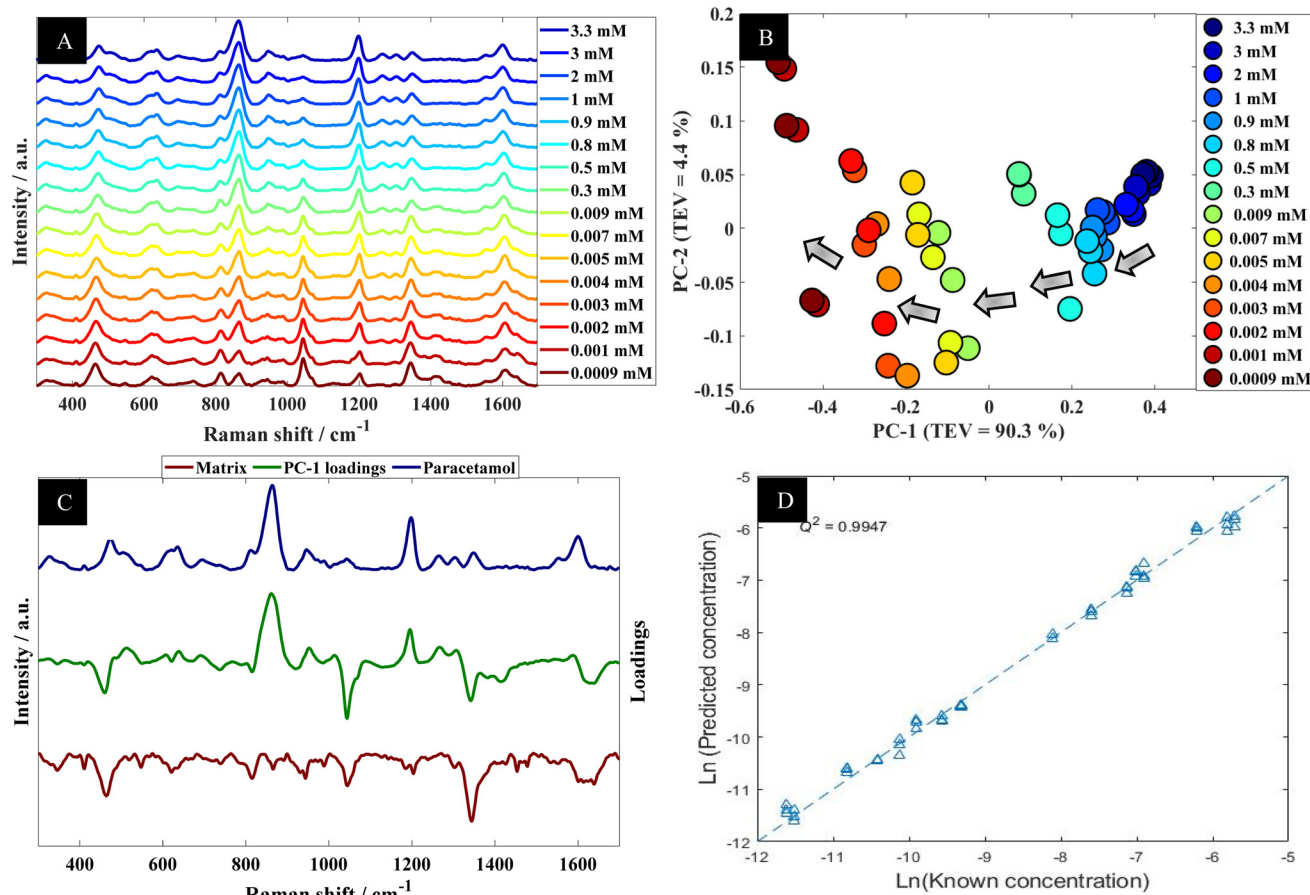 A
3.3 mM
3 mM
2 mM
1 mM
0.9 mM
0.8 mM
0.5 mM
0.3 mM
0.009 mM
0.007 mM
0.005 mM
0.004 mM
0.003 mM
0.002 mM
0.001 mM
0.0009 mM
Intensity / a.u.
400 600 800 1000 1200 1400 1600
Raman shift / cm-1
B
0.2
0.15
0.1
0.05
0
-0.05
-0.1
-0.15
PC-2 (TEV = 4.4 %)
-0.6 -0.4 -0.2 0 0.2 0.4
PC-1 (TEV = 90.3 %)
3.3 mM
3 mM
2 mM
1 mM
0.9 mM
0.8 mM
0.5 mM
0.3 mM
0.009 mM
0.007 mM
0.005 mM
0.004 mM
0.003 mM
0.002 mM
0.001 mM
0.0009 mM
Matrix PC-1 loadings Paracetamol
C
Intensity / a.u.
Loadings
400 600 800 1000 1200 1400 1600
Raman shift / cm-1
D
Q2 = 0.9947
-5
-6
-7
-8
-9
-10
-11
-12
Ln(Predicted concentration)
-12 -11 -10 -9 -8 -7 -6 -5
Ln(Known concentration)